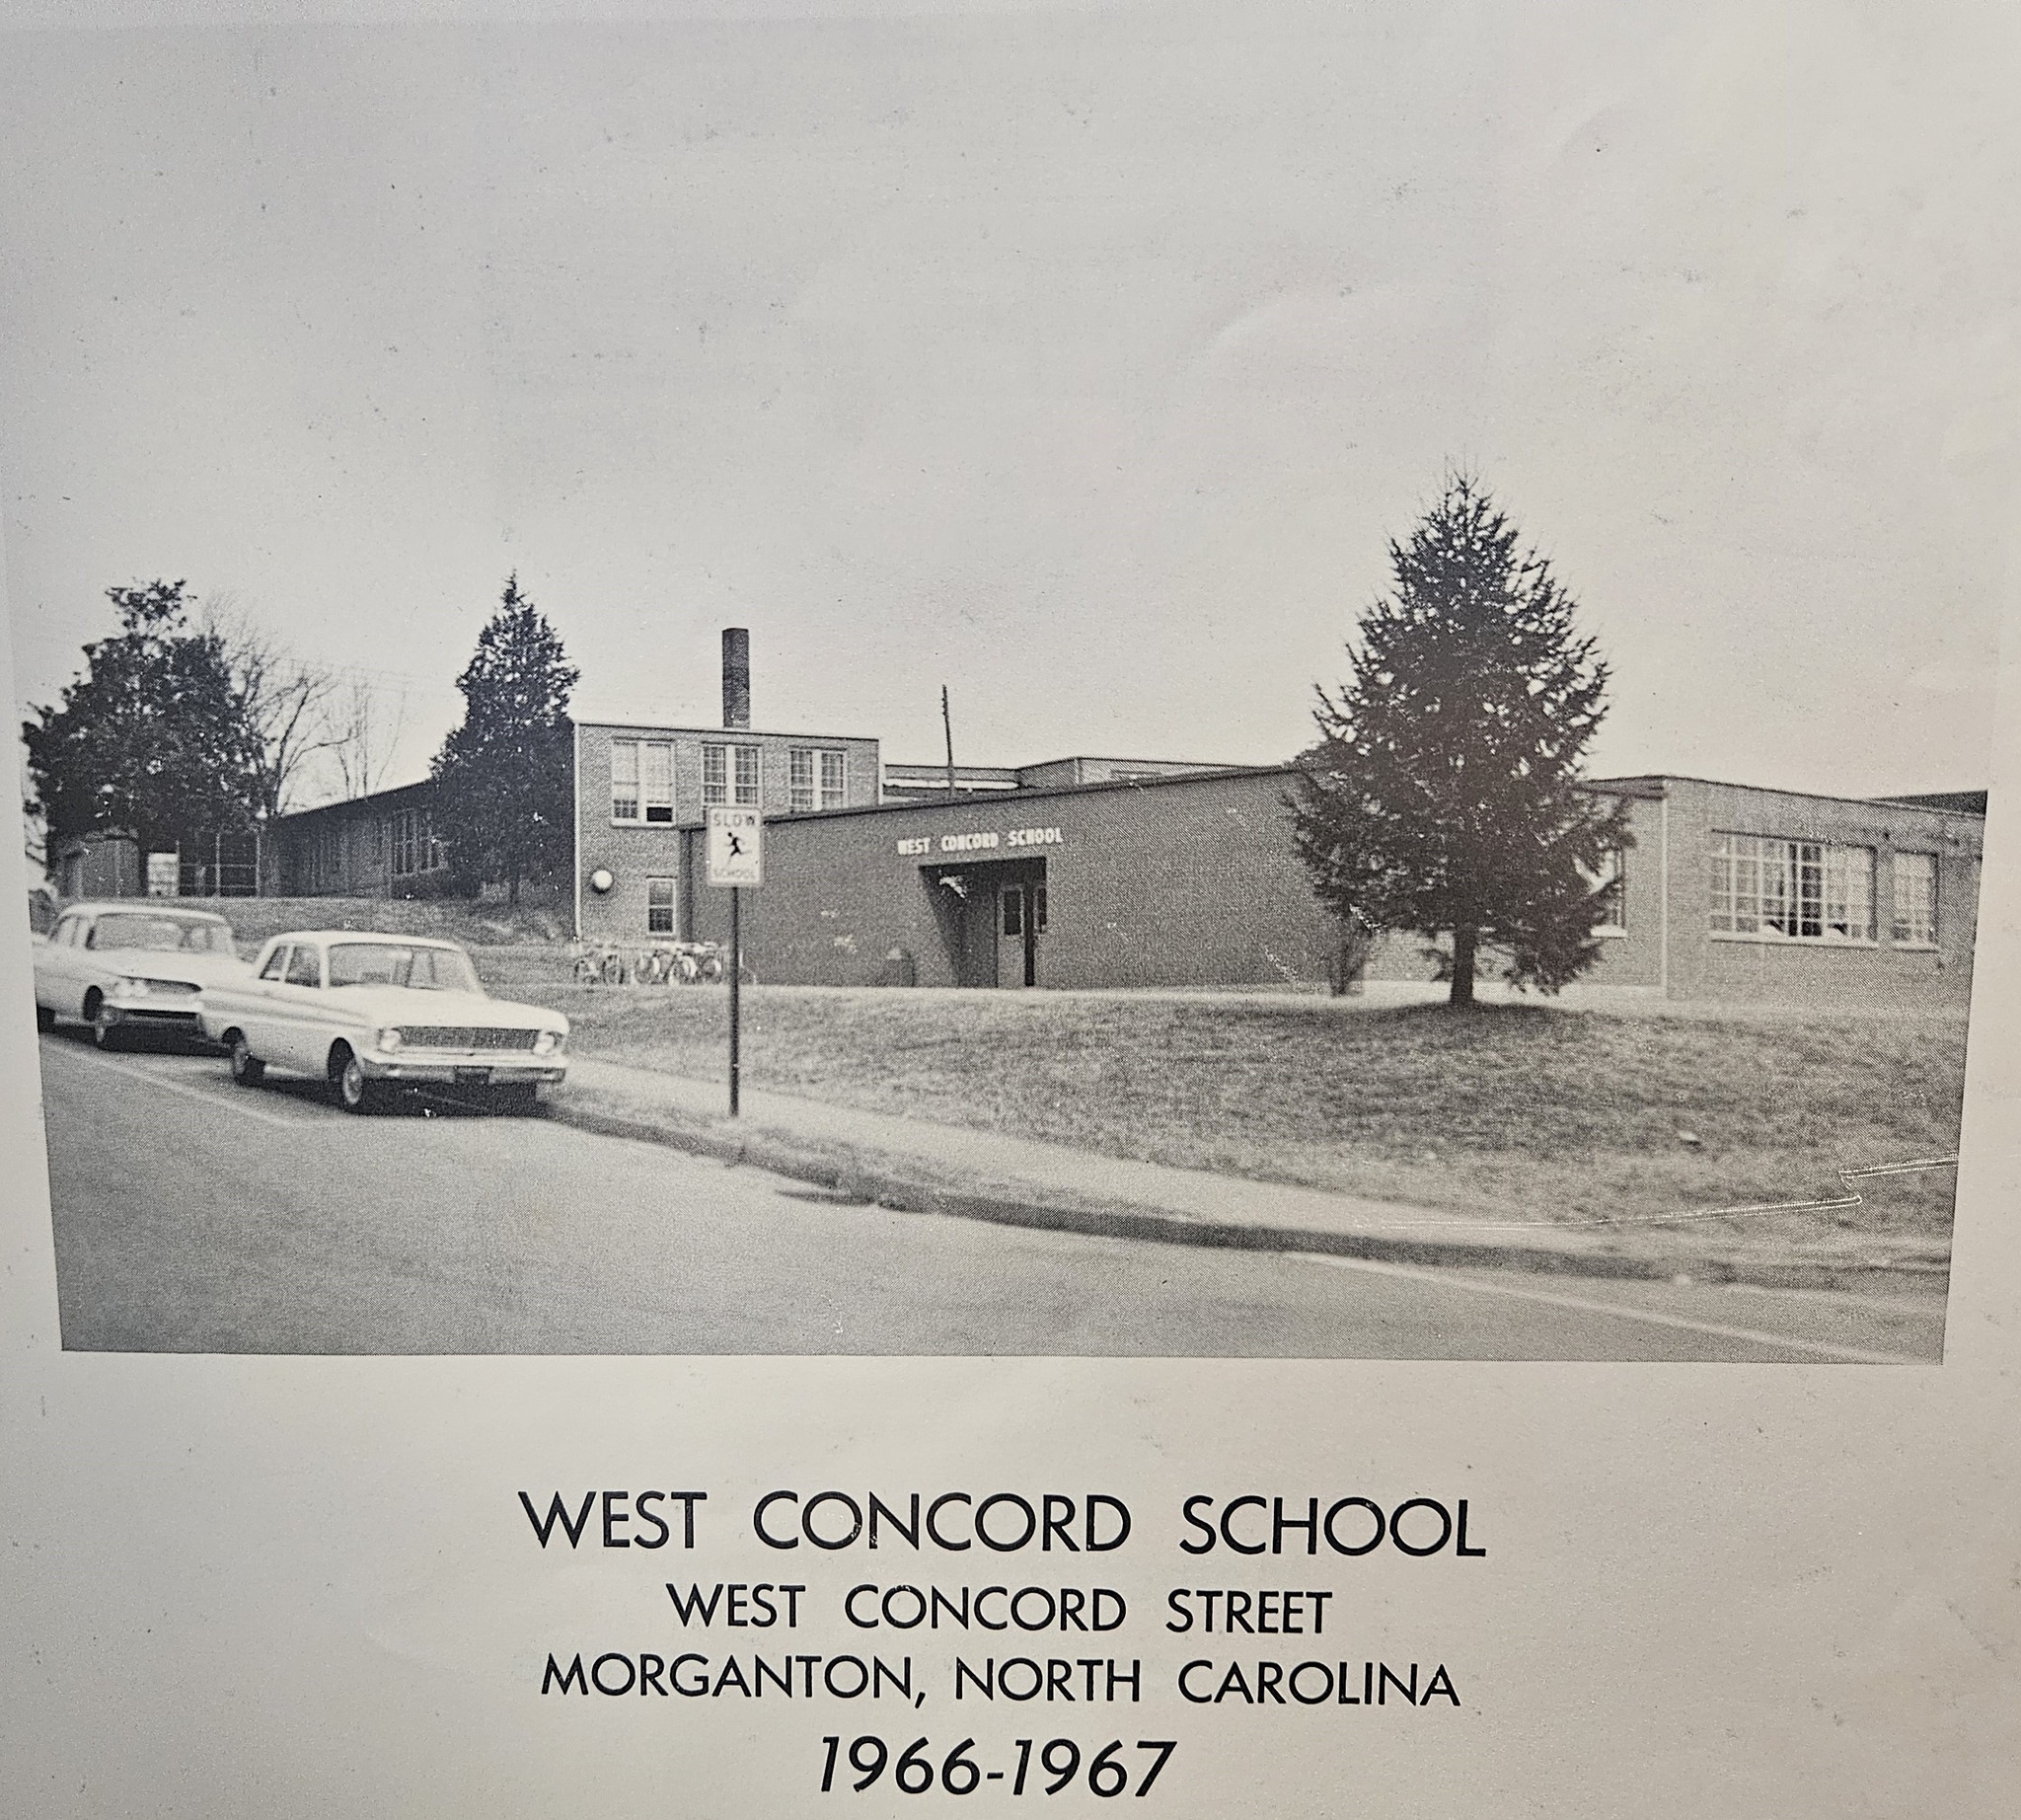 SLOW
SCHOOL
WEST CONCORD SCHOOL
WEST CONCORD SCHOOL
WEST CONCORD STREET
MORGANTON, NORTH CAROLINA
1966-1967